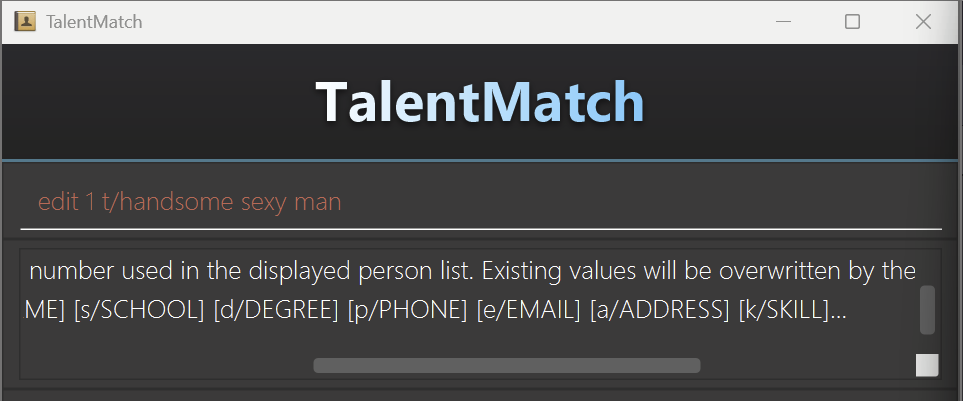 TalentMatch
TalentMatch
edit 1 t/handsome sexy man
number used in the displayed person list. Existing values will be overwritten by the
ME] [s/SCHOOL] [d/DEGREE] [p/PHONE] [e/EMAIL] [a/ADDRESS] [k/SKILL]...